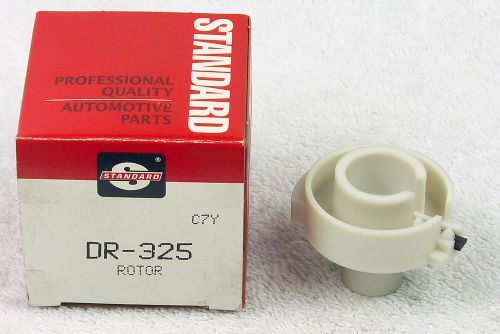 PROFESSIONAL
QUALITY
AUTOMOTIVE
PARTS
STANDARD
S
STANDARD
C7Y
DR-325
ROTOR